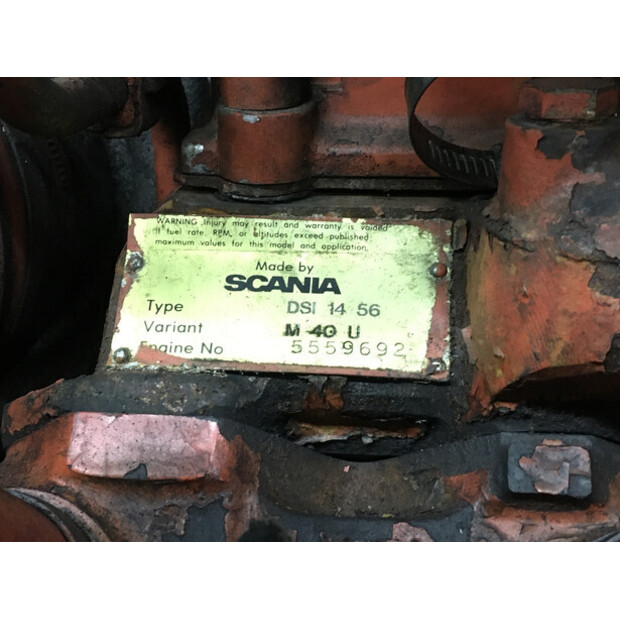 WARNING Injury may result and warranty is voided
if fuel rate, RPM, or altitudes exceed published
maximum values for this model and application.
Made by
SCANIA
Type DSI 14 56
Variant M 40 U
Engine No 5559692